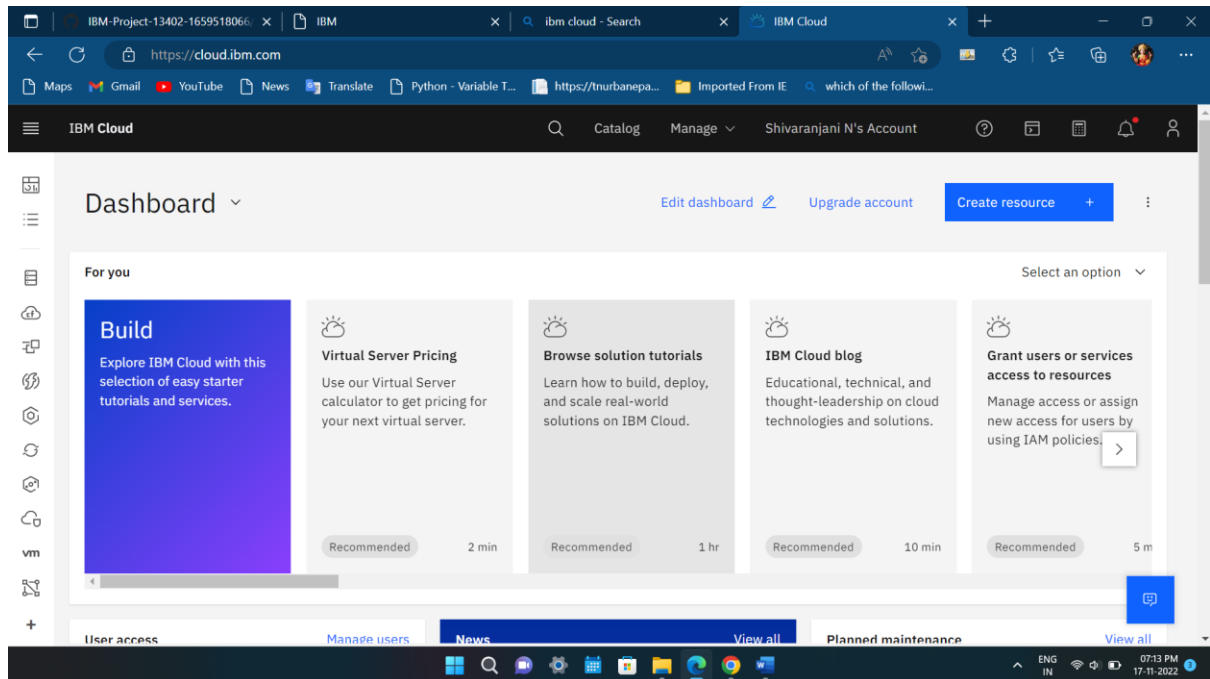 IBM-Project-13402-1659518066/
IBM
ibm cloud - Search
IBM Cloud
https://cloud.ibm.com
Maps
Gmail
YouTube
News
Translate
Python - Variable T...
https://tnurbanepa...
Imported From IE
which of the followi...
IBM Cloud
Catalog
Manage
Shivaranjani N's Account
Dashboard
Edit dashboard
Upgrade account
Create resource +
For you
Select an option
Build
Explore IBM Cloud with this
selection of easy starter
tutorials and services.
Virtual Server Pricing
Use our Virtual Server
calculator to get pricing for
your next virtual server.
Recommended
2 min
Browse solution tutorials
Learn how to build, deploy,
and scale real-world
solutions on IBM Cloud.
Recommended
1 hr
IBM Cloud blog
Educational, technical, and
thought-leadership on cloud
technologies and solutions.
Recommended
10 min
Grant users or services
access to resources
Manage access or assign
new access for users by
using IAM policies.
Recommended
5 m
vm
User access
Manage users
News
View all
Planned maintenance
View all
ENG
IN
07:13 PM
17-11-2022
3